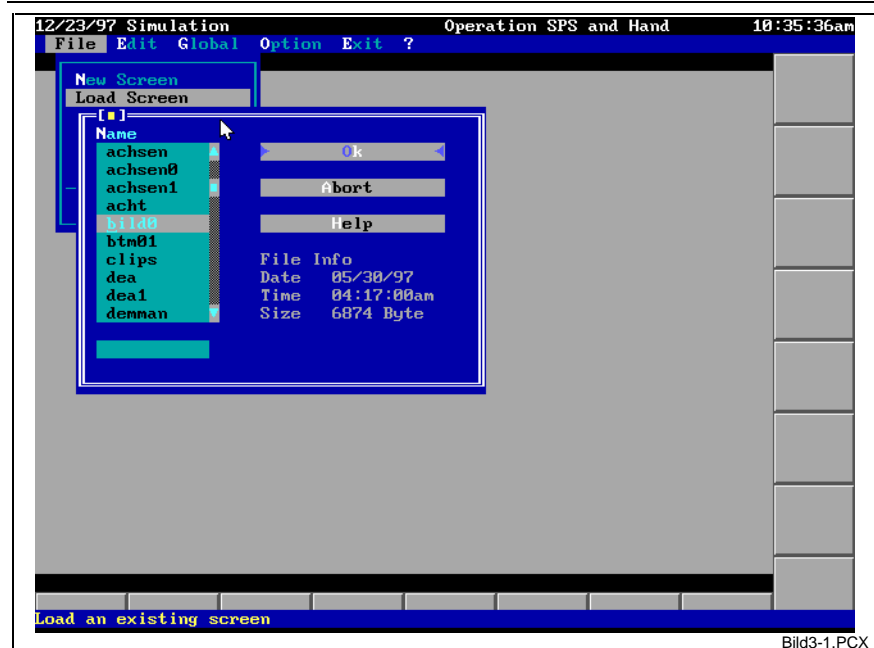 12/23/97 Simulation Operation SPS and Hand 10:35:36am
File Edit Global Option Exit ?
New Screen
Load Screen
[■]
Name
achsen
achsen0
achsen1
acht
bild0
btm01
clips
dea
dea1
demman
Ok
Abort
Help
File Info
Date 05/30/97
Time 04:17:00am
Size 6874 Byte
Load an existing screen
Bild3-1.PCX